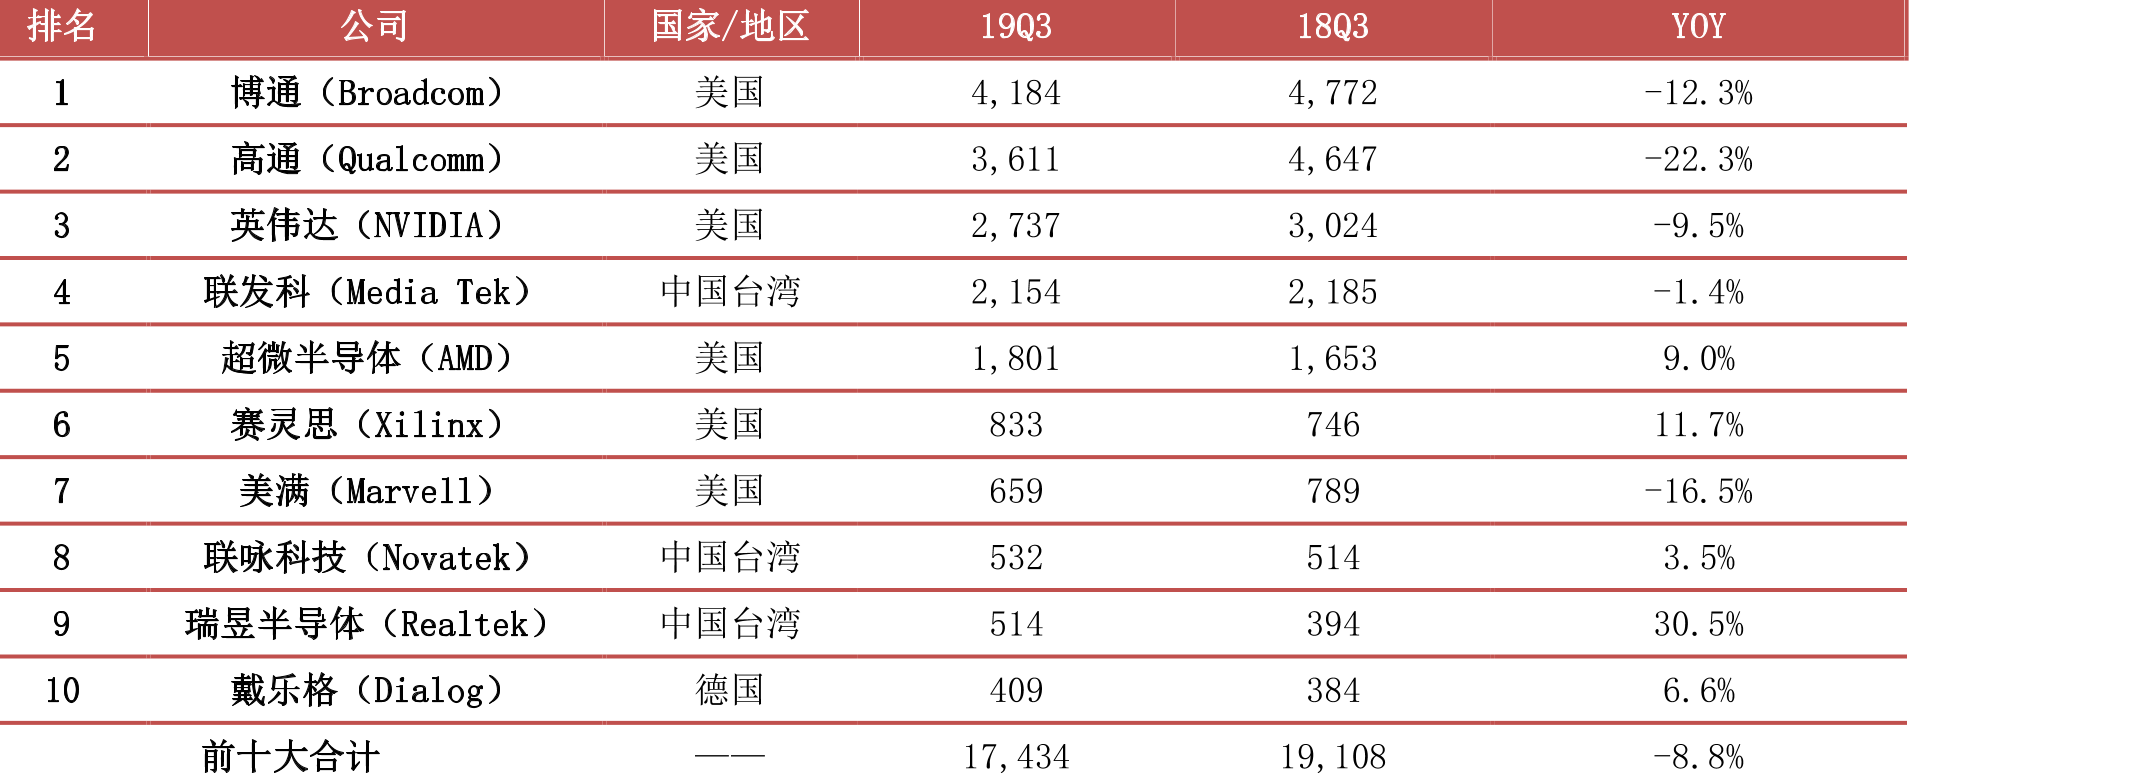 排名 公司 国家/地区 19Q3 18Q3 YOY
1 博通（Broadcom） 美国 4,184 4,772 -12.3%
2 高通（Qualcomm） 美国 3,611 4,647 -22.3%
3 英伟达（NVIDIA） 美国 2,737 3,024 -9.5%
4 联发科（Media Tek） 中国台湾 2,154 2,185 -1.4%
5 超微半导体（AMD） 美国 1,801 1,653 9.0%
6 赛灵思（Xilinx） 美国 833 746 11.7%
7 美满（Marvell） 美国 659 789 -16.5%
8 联咏科技（Novatek） 中国台湾 532 514 3.5%
9 瑞昱半导体（Realtek） 中国台湾 514 394 30.5%
10 戴乐格（Dialog） 德国 409 384 6.6%
前十大合计 —— 17,434 19,108 -8.8%